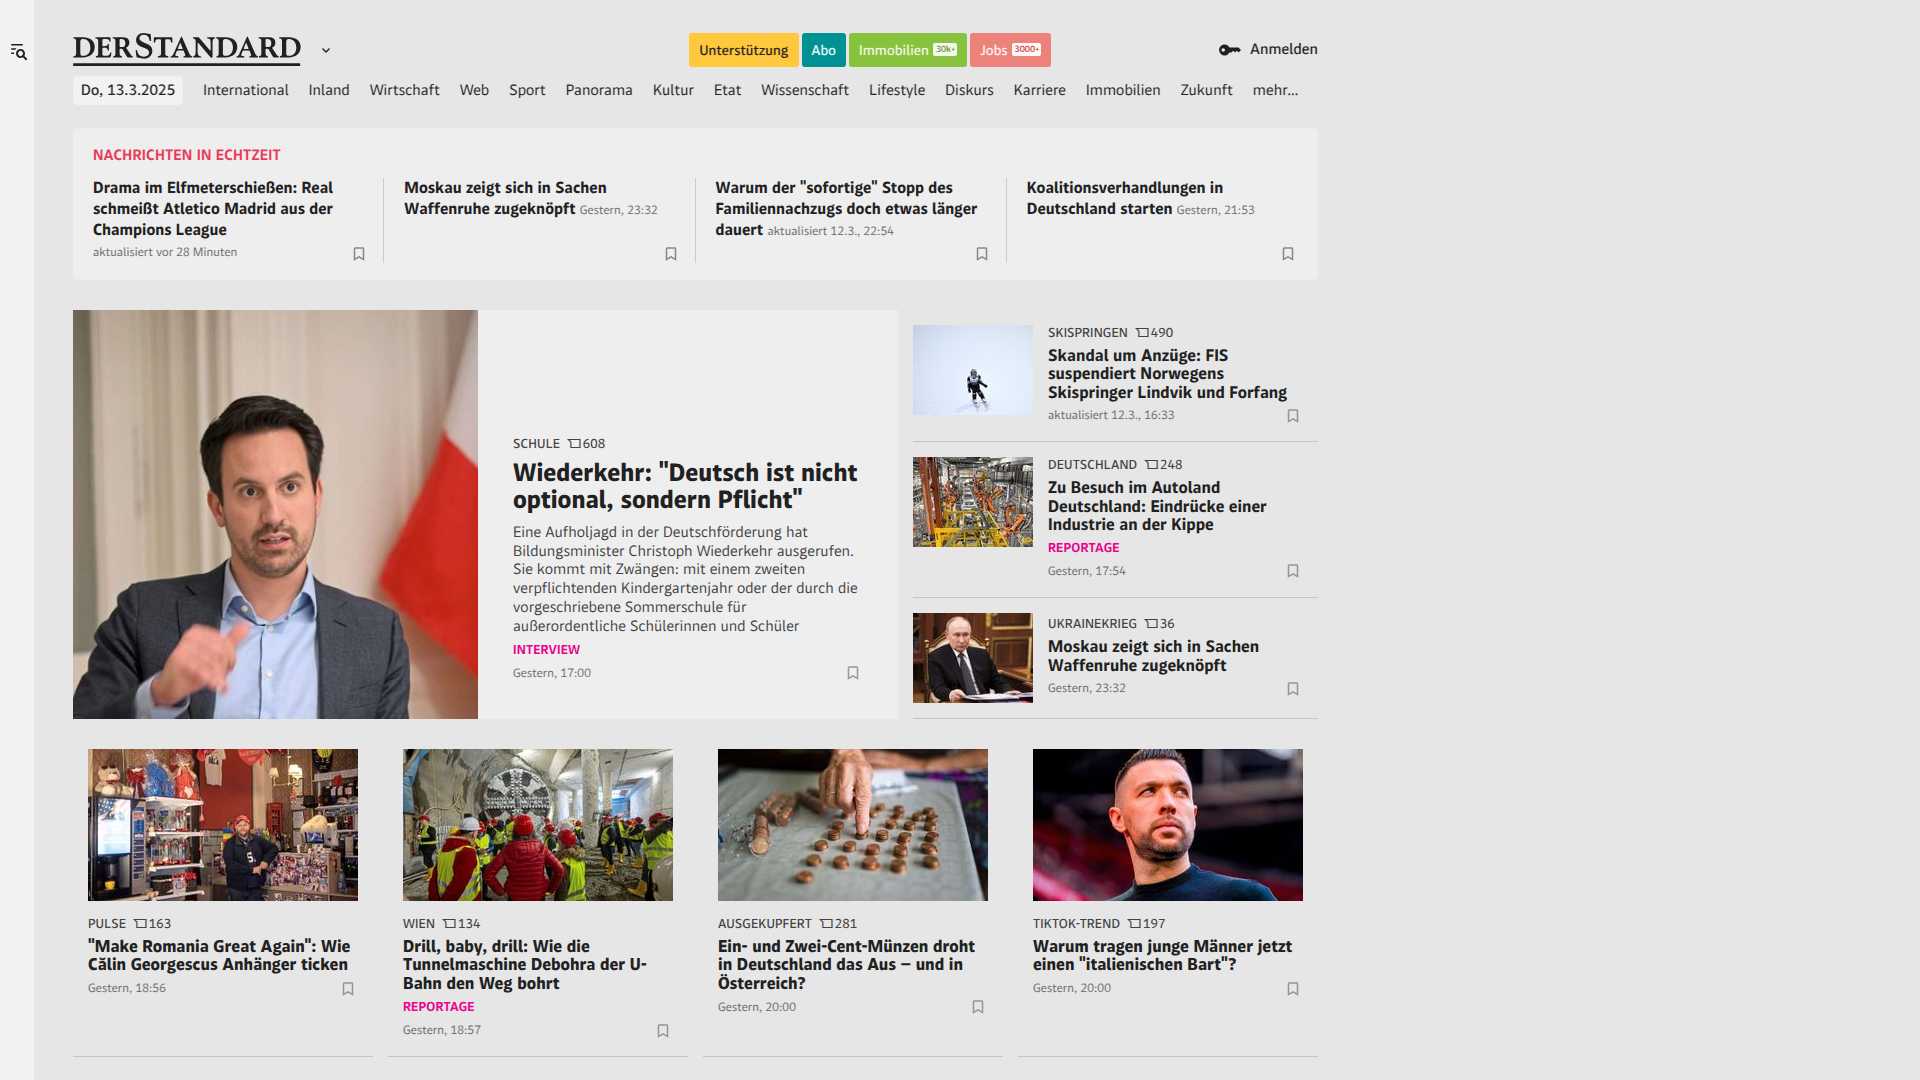 DERSTANDARD
Unterstützung
Abo
Immobilien 30k+
Jobs 3000+
Anmelden
Do, 13.3.2025
International
Inland
Wirtschaft
Web
Sport
Panorama
Kultur
Etat
Wissenschaft
Lifestyle
Diskurs
Karriere
Immobilien
Zukunft
mehr...
NACHRICHTEN IN ECHTZEIT
Drama im Elfmeterschießen: Real
schmeißt Atletico Madrid aus der
Champions League
aktualisiert vor 28 Minuten
Moskau zeigt sich in Sachen
Waffenruhe zugeknöpft Gestern, 23:32
Warum der "sofortige" Stopp des
Familiennachzugs doch etwas länger
dauert aktualisiert 12.3., 22:54
Koalitionsverhandlungen in
Deutschland starten Gestern, 21:53
SCHULE 608
Wiederkehr: "Deutsch ist nicht
optional, sondern Pflicht"
Eine Aufholjagd in der Deutschförderung hat
Bildungsminister Christoph Wiederkehr ausgerufen.
Sie kommt mit Zwängen: mit einem zweiten
verpflichtenden Kindergartenjahr oder der durch die
vorgeschriebene Sommerschule für
außerordentliche Schülerinnen und Schüler
INTERVIEW
Gestern, 17:00
SKISPRINGEN 490
Skandal um Anzüge: FIS
suspendiert Norwegens
Skispringer Lindvik und Forfang
aktualisiert 12.3., 16:33
DEUTSCHLAND 248
Zu Besuch im Autoland
Deutschland: Eindrücke einer
Industrie an der Kippe
REPORTAGE
Gestern, 17:54
UKRAINEKRIEG 36
Moskau zeigt sich in Sachen
Waffenruhe zugeknöpft
Gestern, 23:32
PULSE 163
"Make Romania Great Again": Wie
Călin Georgescus Anhänger ticken
Gestern, 18:56
WIEN 134
Drill, baby, drill: Wie die
Tunnelmaschine Debohra der U-
Bahn den Weg bohrt
REPORTAGE
Gestern, 18:57
AUSGEKUPFERT 281
Ein- und Zwei-Cent-Münzen droht
in Deutschland das Aus – und in
Österreich?
Gestern, 20:00
TIKTOK-TREND 197
Warum tragen junge Männer jetzt
einen "italienischen Bart"?
Gestern, 20:00